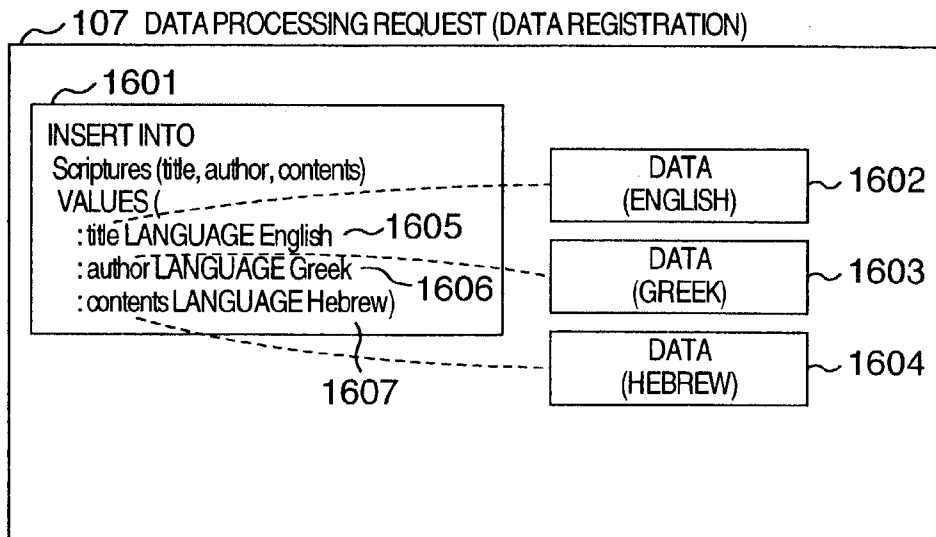 107 DATA PROCESSING REQUEST (DATA REGISTRATION)
1601
INSERT INTO
Scriptures (title, author, contents)
VALUES (
: title LANGUAGE English 1605
: author LANGUAGE Greek 1606
: contents LANGUAGE Hebrew)
1607
DATA
(ENGLISH)
1602
DATA
(GREEK)
1603
DATA
(HEBREW)
1604